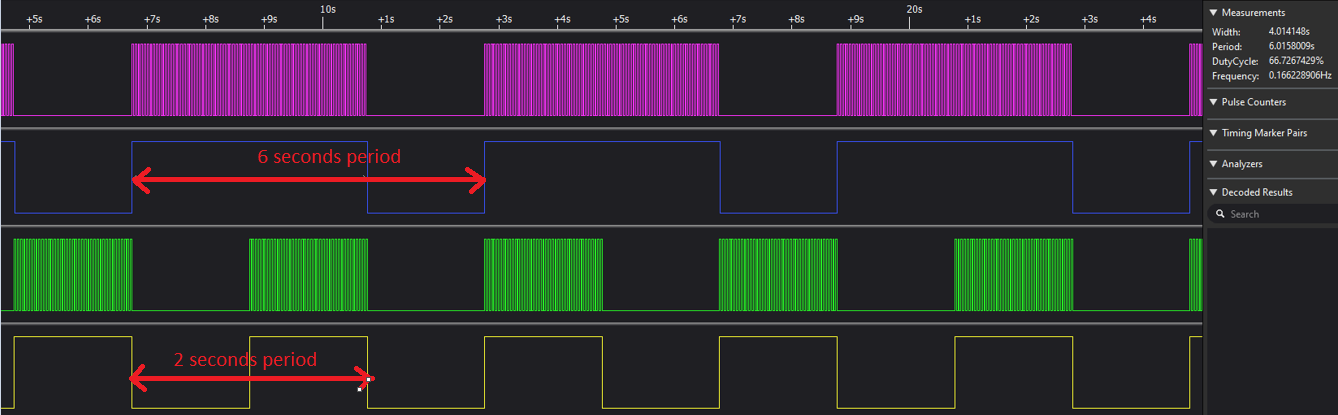 +5s +6s +7s +8s +9s 10s +1s +2s +3s +4s +5s +6s +7s +8s +9s 20s +1s +2s +3s +4s
▼ Measurements
Width: 4.014148s
Period: 6.0158009s
DutyCycle: 66.7267429%
Frequency: 0.166228906Hz
▼ Pulse Counters
▼ Timing Marker Pairs
▼ Analyzers
▼ Decoded Results
Search
6 seconds period
2 seconds period